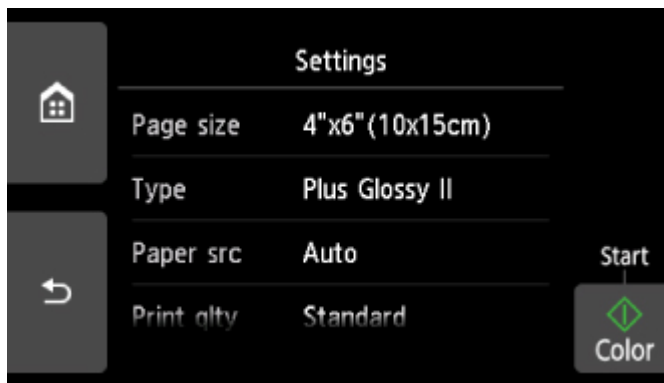 Settings
Page size 4"x6"(10x15cm)
Type Plus Glossy II
Paper src Auto
Print qlty Standard
Start
Color